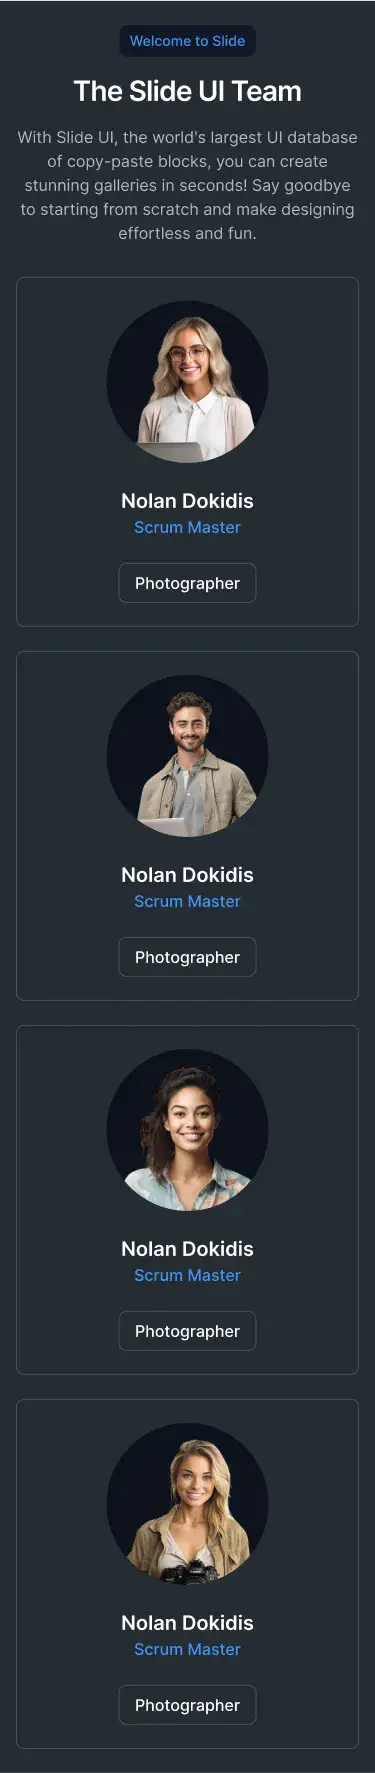 Welcome to Slide
The Slide UI Team
With Slide UI, the world's largest UI database
of copy-paste blocks, you can create
stunning galleries in seconds! Say goodbye
to starting from scratch and make designing
effortless and fun.
Nolan Dokidis
Scrum Master
Photographer
Nolan Dokidis
Scrum Master
Photographer
Nolan Dokidis
Scrum Master
Photographer
Nolan Dokidis
Scrum Master
Photographer